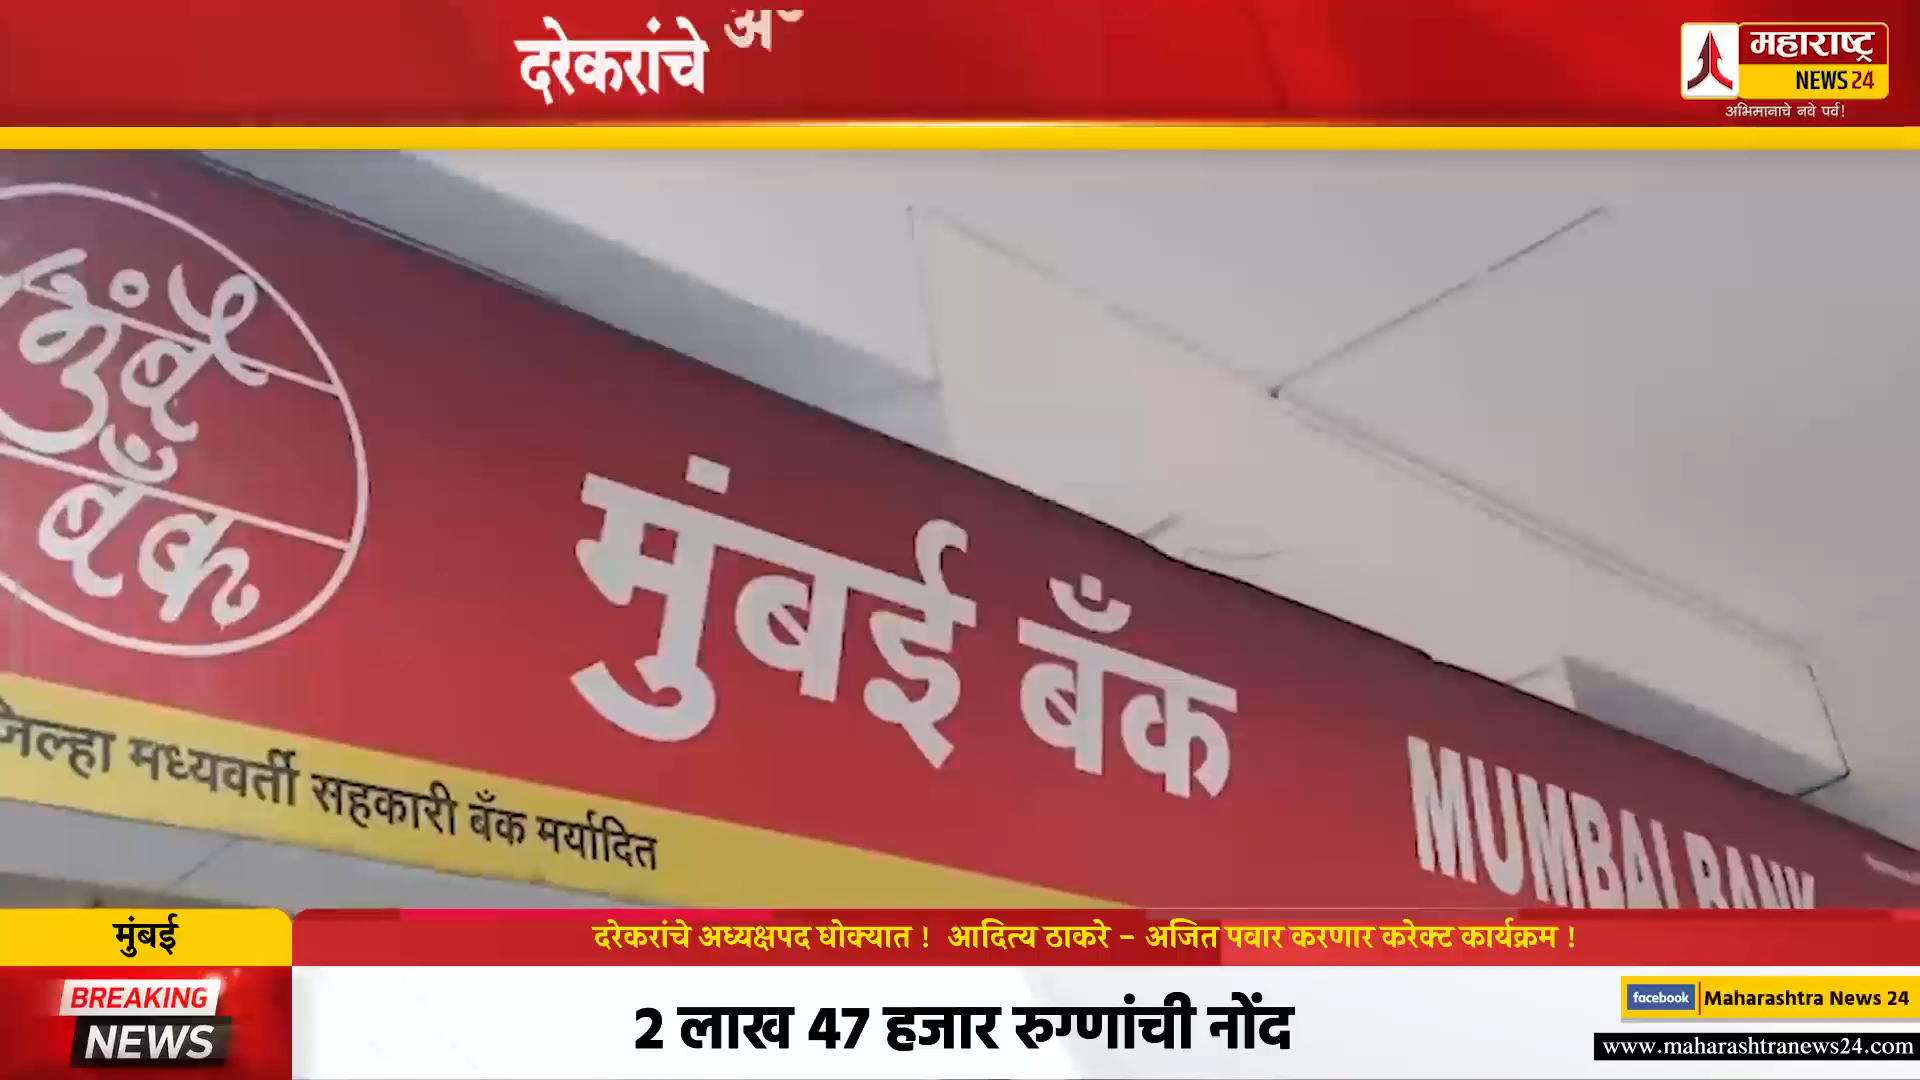 दरेकरांचे
महाराष्ट्र
NEWS 24
अभिमानाचे नवे पर्व!
मुंबई
बँक
मुंबई बँक
MUMBAI BANK
जिल्हा मध्यवर्ती सहकारी बँक मर्यादित
मुंबई
दरेकरांचे अध्यक्षपद धोक्यात ! आदित्य ठाकरे - अजित पवार करणार करेक्ट कार्यक्रम !
BREAKING
NEWS
2 लाख 47 हजार रुग्णांची नोंद
facebook Maharashtra News 24
www.maharashtranews24.com